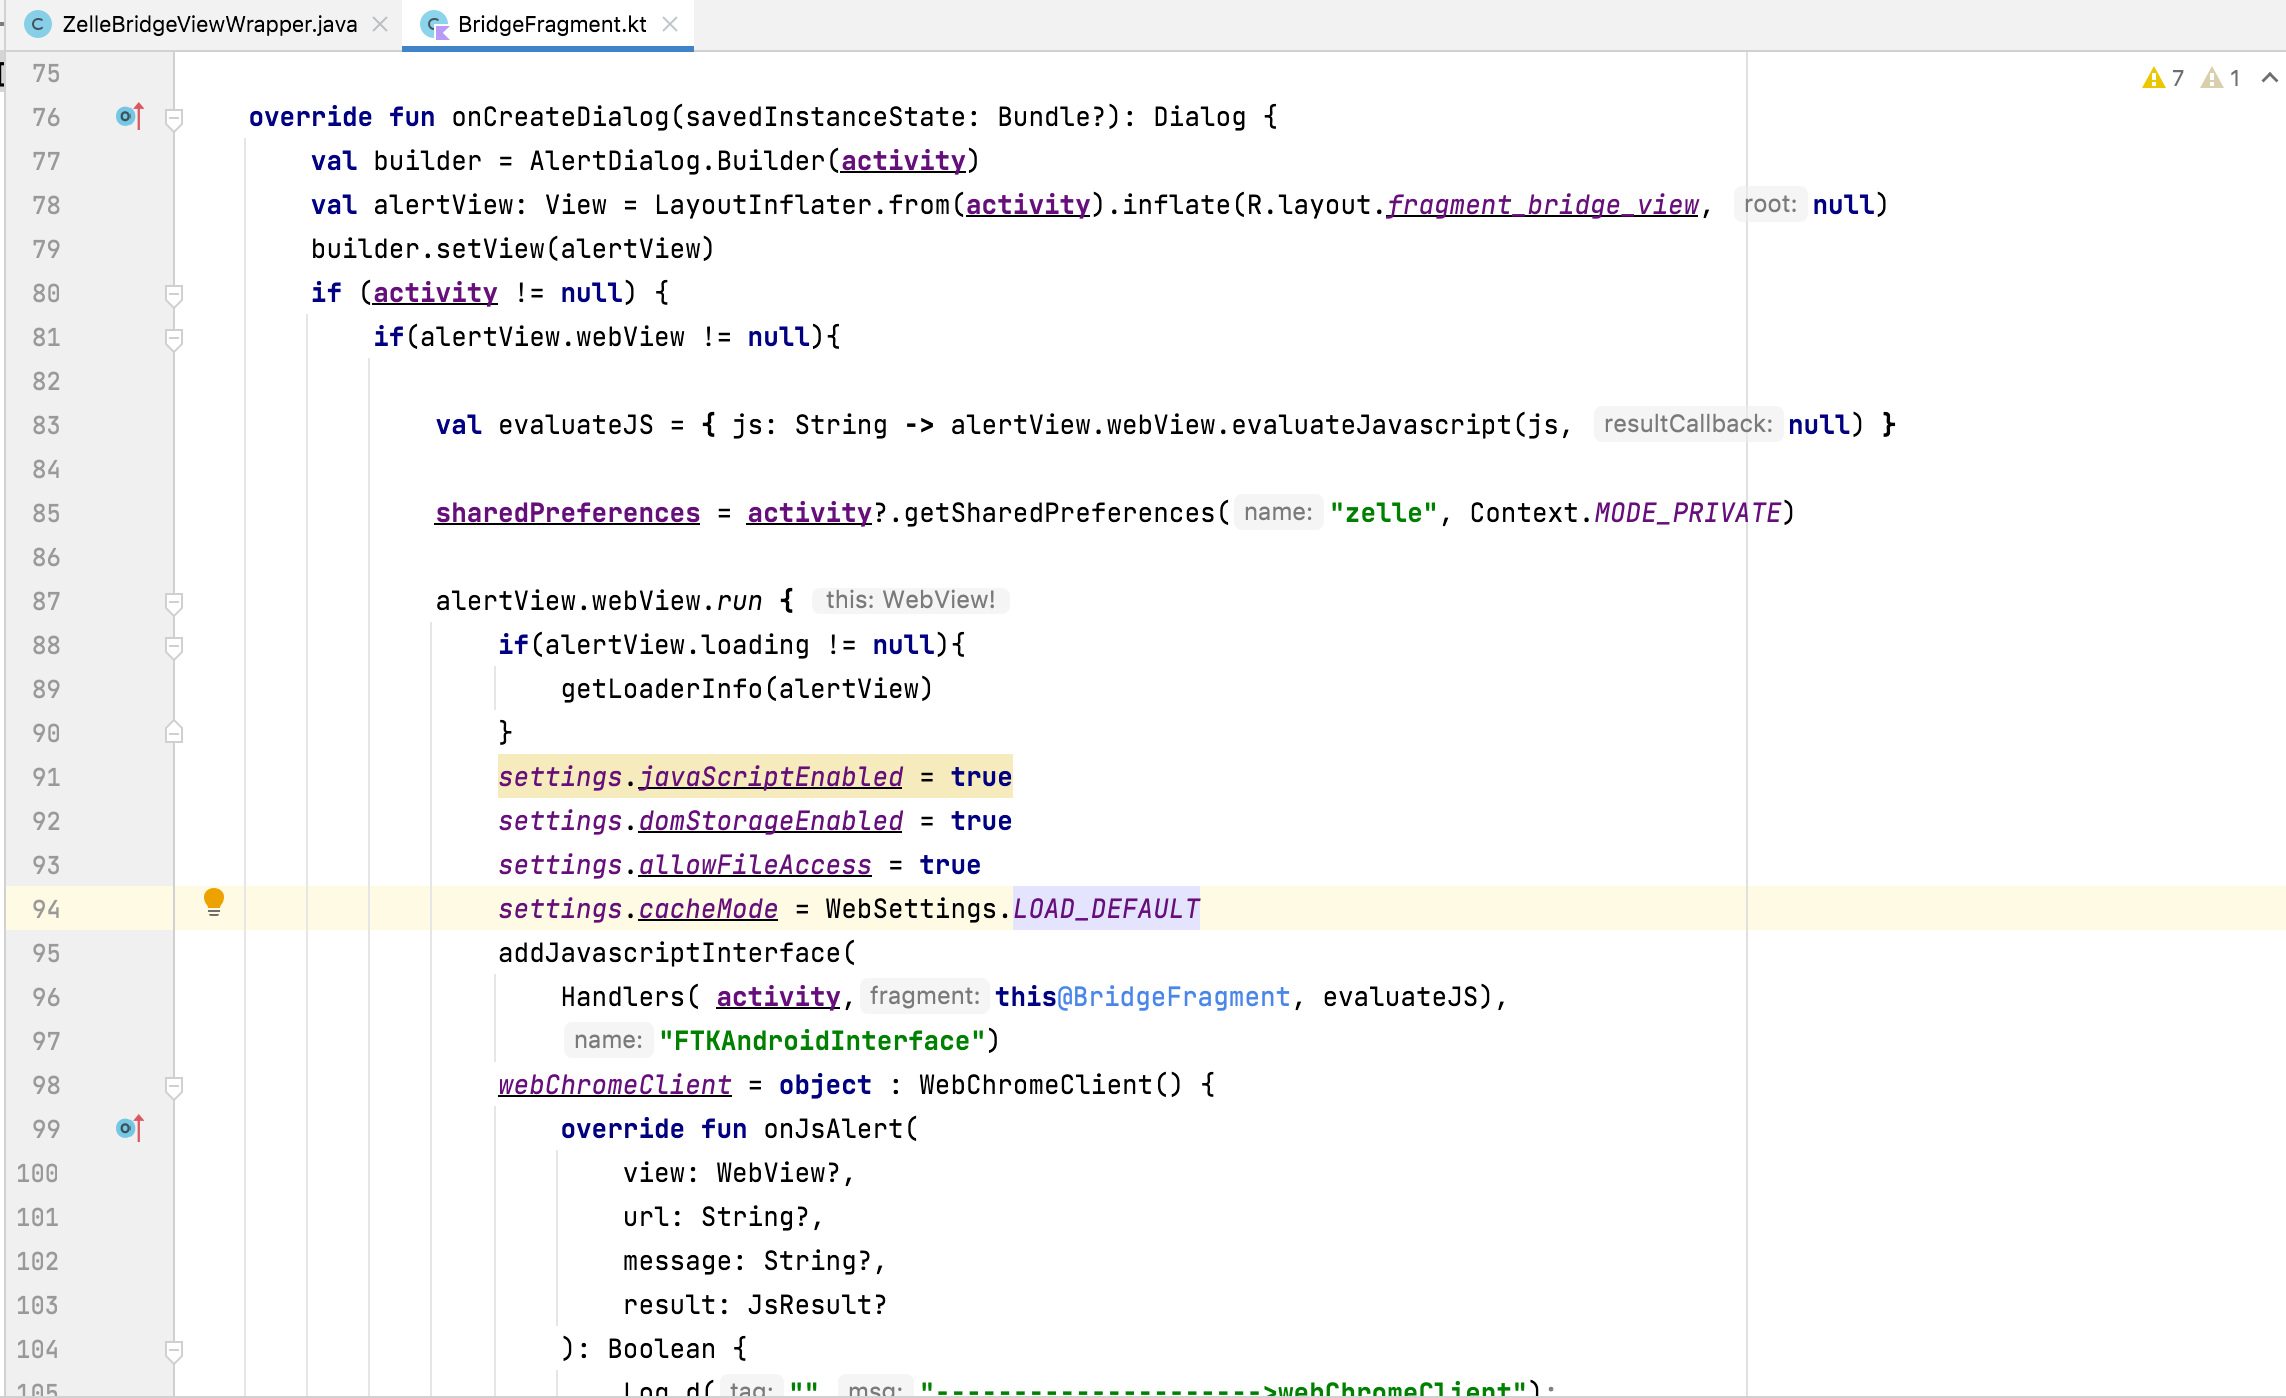 ZelleBridgeViewWrapper.java BridgeFragment.kt
75 7 1
76 override fun onCreateDialog(savedInstanceState: Bundle?): Dialog {
77 val builder = AlertDialog.Builder(activity)
78 val alertView: View = LayoutInflater.from(activity).inflate(R.layout.fragment_bridge_view, root: null)
79 builder.setView(alertView)
80 if (activity != null) {
81 if(alertView.webView != null){
82
83 val evaluateJS = { js: String -> alertView.webView.evaluateJavascript(js, resultCallback: null) }
84
85 sharedPreferences = activity?.getSharedPreferences( name: "zelle", Context.MODE_PRIVATE)
86
87 alertView.webView.run { this: WebView!
88 if(alertView.loading != null){
89 getLoaderInfo(alertView)
90 }
91 settings.javaScriptEnabled = true
92 settings.domStorageEnabled = true
93 settings.allowFileAccess = true
94 settings.cacheMode = WebSettings.LOAD_DEFAULT
95 addJavascriptInterface(
96 Handlers( activity, fragment: this@BridgeFragment, evaluateJS),
97 name: "FTKAndroidInterface")
98 webChromeClient = object : WebChromeClient() {
99 override fun onJsAlert(
100 view: WebView?,
101 url: String?,
102 message: String?,
103 result: JsResult?
104 ): Boolean {
105 Log.d( tag: "", msg: "--------------------->webChromeClient");